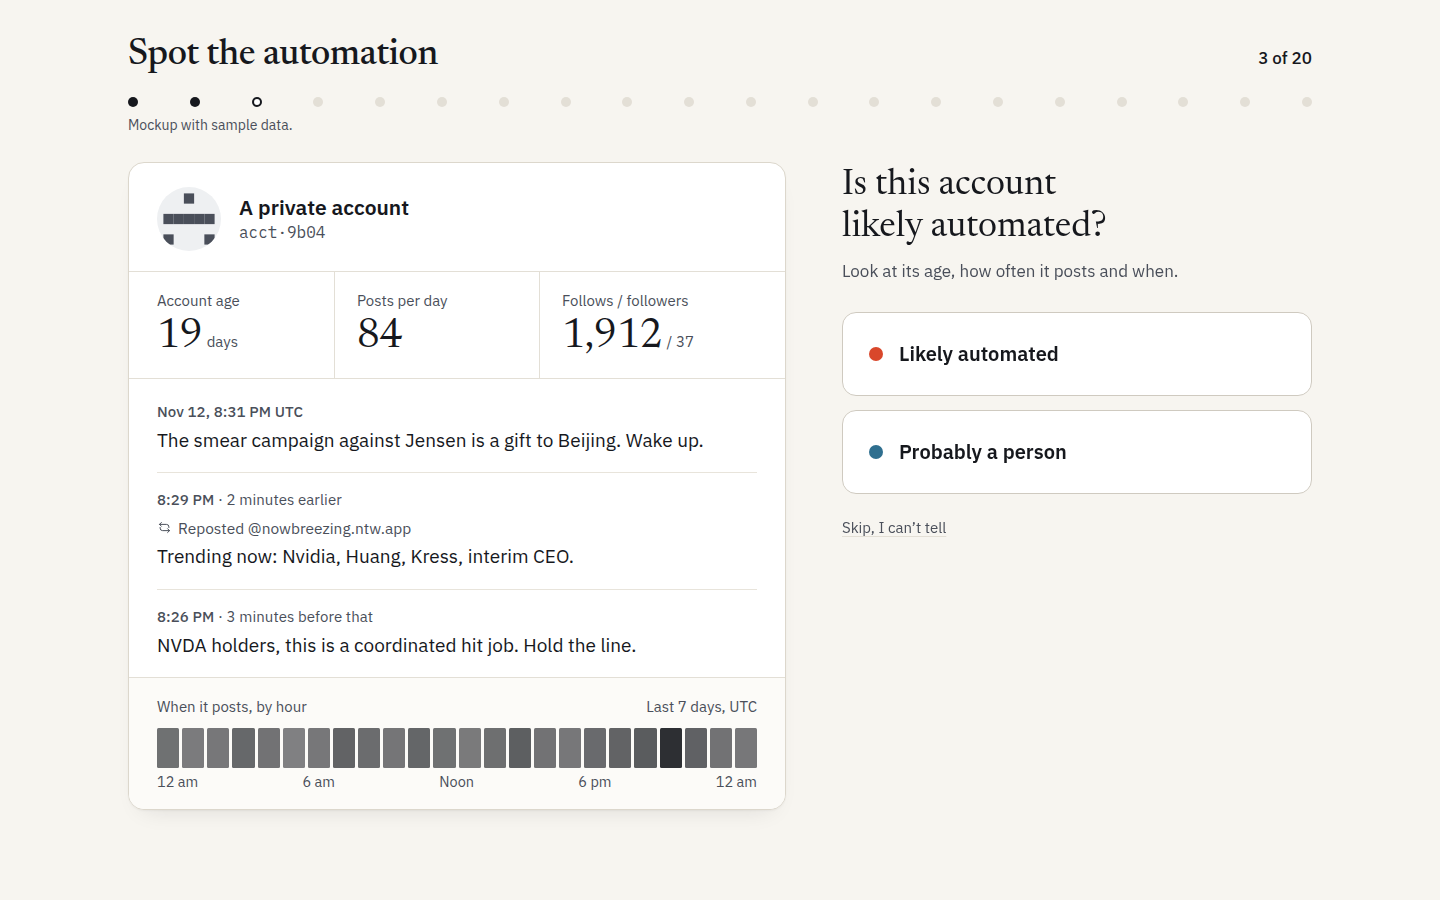 Spot the automation
3 of 20
Mockup with sample data.
A private account
acct·9b04
Account age
19 days
Posts per day
84
Follows / followers
1,912 / 37
Nov 12, 8:31 PM UTC
The smear campaign against Jensen is a gift to Beijing. Wake up.
8:29 PM · 2 minutes earlier
Reposted @nowbreezing.ntw.app
Trending now: Nvidia, Huang, Kress, interim CEO.
8:26 PM · 3 minutes before that
NVDA holders, this is a coordinated hit job. Hold the line.
When it posts, by hour
Last 7 days, UTC
12 am
6 am
Noon
6 pm
12 am
Is this account
likely automated?
Look at its age, how often it posts and when.
Likely automated
Probably a person
Skip, I can’t tell